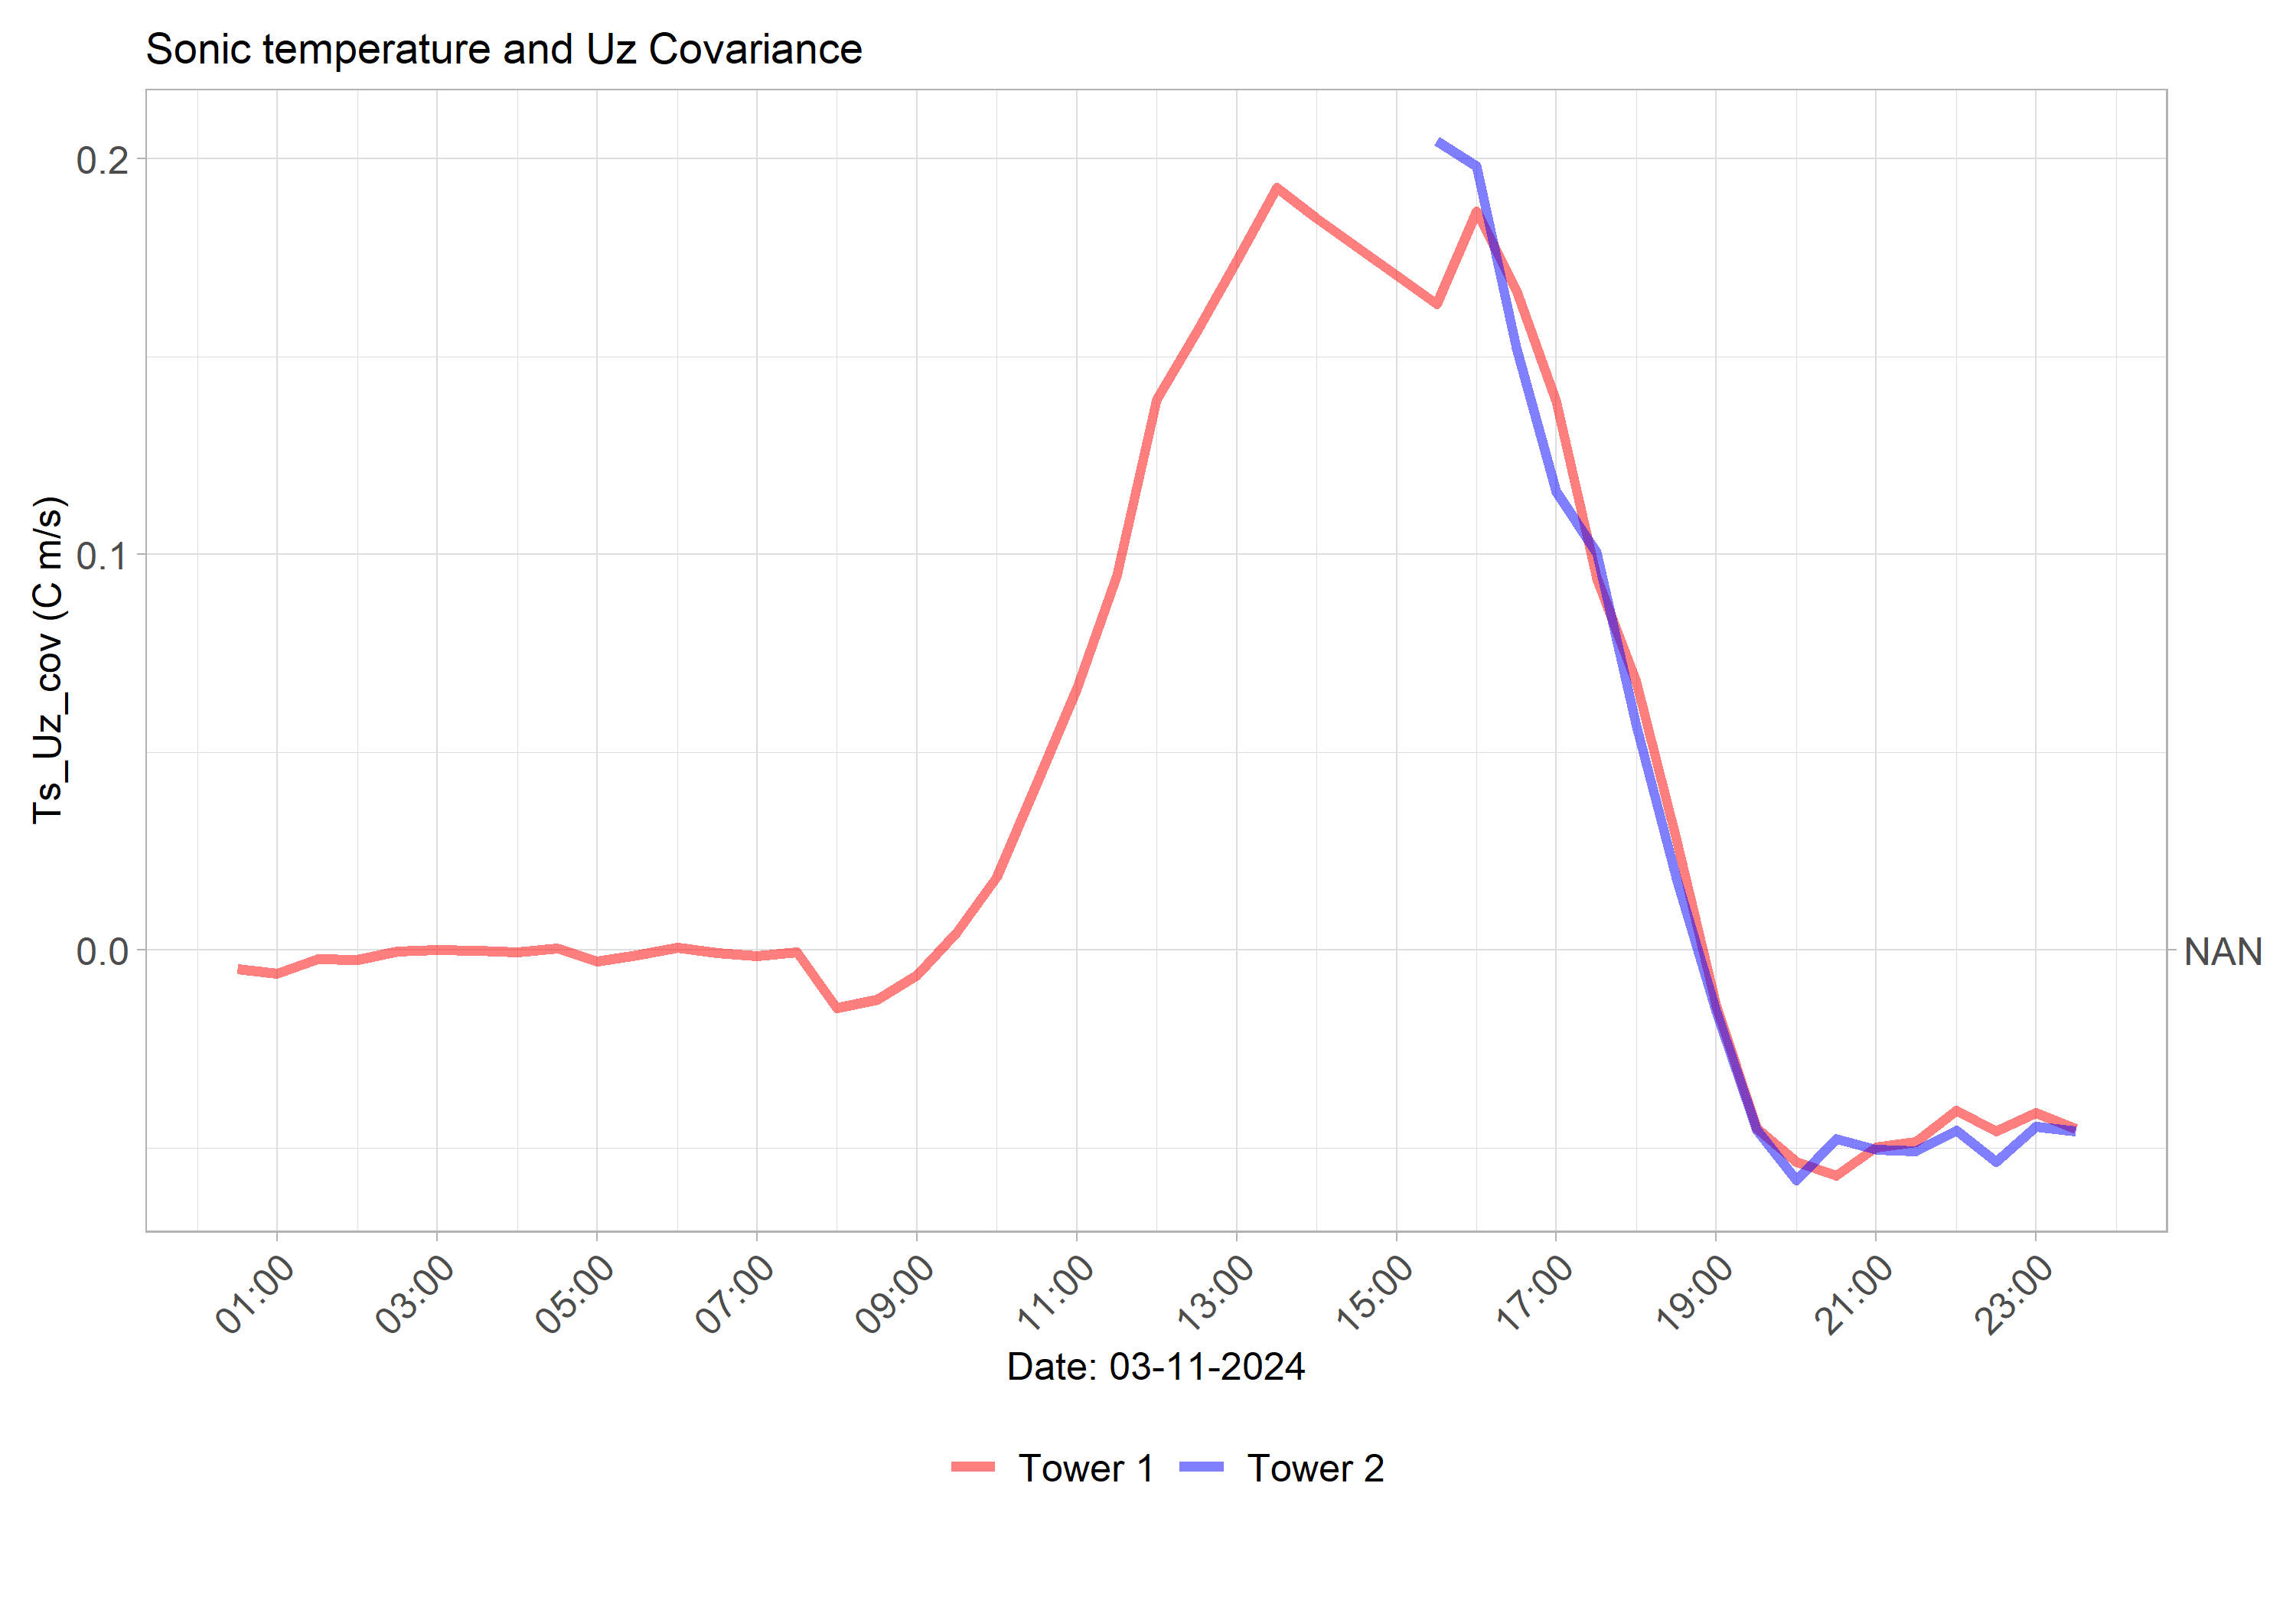 Sonic temperature and Uz Covariance
Ts_Uz_cov (C m/s)
0.2
0.1
0.0
NAN
01:00 03:00 05:00 07:00 09:00 11:00 13:00 15:00 17:00 19:00 21:00 23:00
Date: 03-11-2024
Tower 1 Tower 2